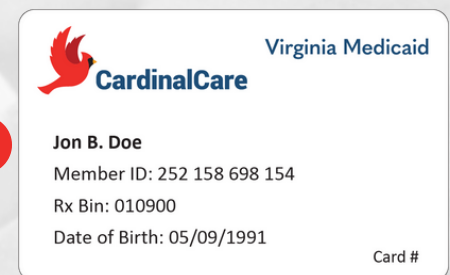 Virginia Medicaid
CardinalCare
Jon B. Doe
Member ID: 252 158 698 154
Rx Bin: 010900
Date of Birth: 05/09/1991
Card #